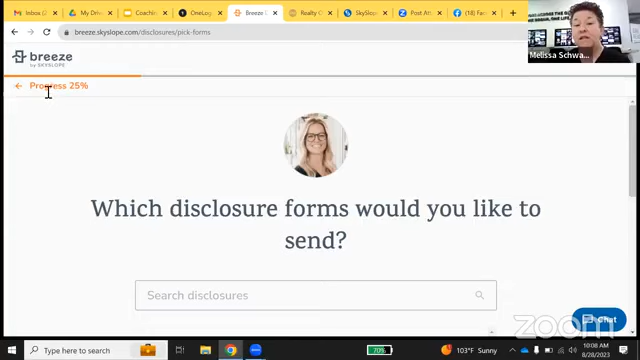 Inbox (J
My Driv
Coachin
OneLog
Breeze
Realty C
SkySlop
Post Att
(18) Fac
breeze.skyslope.com/disclosures/pick-forms
Melissa Schwa...
breeze
by SKYSLOPE
Progress 25%
Which disclosure forms would you like to
send?
Search disclosures
Chat
zoom
Type here to search
70%
103°F Sunny
10:08 AM
8/28/2023